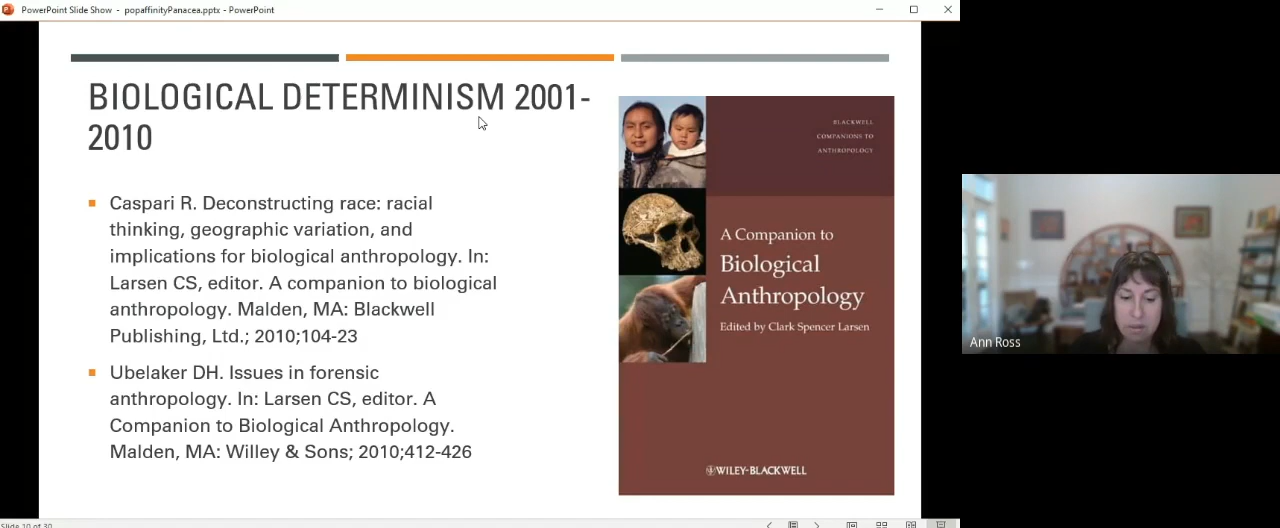 PowerPoint Slide Show - popaffinityPanacea.pptx - PowerPoint
BIOLOGICAL DETERMINISM 2001-
2010
Caspari R. Deconstructing race: racial
thinking, geographic variation, and
implications for biological anthropology. In:
Larsen CS, editor. A companion to biological
anthropology. Malden, MA: Blackwell
Publishing, Ltd.; 2010;104-23
Ubelaker DH. Issues in forensic
anthropology. In: Larsen CS, editor. A
Companion to Biological Anthropology.
Malden, MA: Willey & Sons; 2010;412-426
BLACKWELL
COMPANIONS TO
ANTHROPOLOGY
A Companion to
Biological
Anthropology
Edited by Clark Spencer Larsen
WILEY-BLACKWELL
Ann Ross
Slide 10 of 30